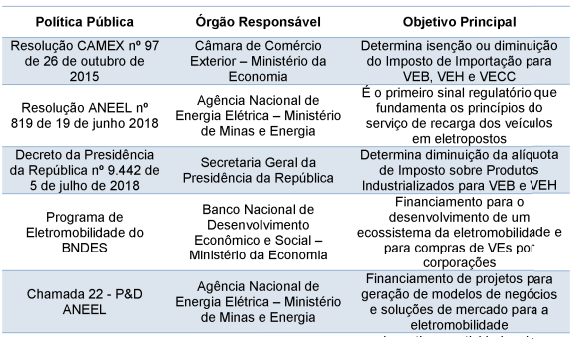 Política Pública
Órgão Responsável
Objetivo Principal
Resolução CAMEX nº 97
de 26 de outubro de
2015
Câmara de Comércio
Exterior – Ministério da
Economia
Determina isenção ou diminuição
do Imposto de Importação para
VEB, VEH e VECC
Resolução ANEEL nº
819 de 19 de junho 2018
Agência Nacional de
Energia Elétrica – Ministério
de Minas e Energia
É o primeiro sinal regulatório que
fundamenta os princípios do
serviço de recarga dos veículos
em eletropostos
Decreto da Presidência
da República nº 9.442 de
5 de julho de 2018
Secretaria Geral da
Presidência da República
Determina diminuição da alíquota
de Imposto sobre Produtos
Industrializados para VEB e VEH
Programa de
Eletromobilidade do
BNDES
Banco Nacional de
Desenvolvimento
Econômico e Social –
Ministério da Economia
Financiamento para o
desenvolvimento de um
ecossistema da eletromobilidade e
para compras de VEs por
corporações
Chamada 22 - P&D
ANEEL
Agência Nacional de
Energia Elétrica – Ministério
de Minas e Energia
Financiamento de projetos para
geração de modelos de negócios
e soluções de mercado para a
eletromobilidade